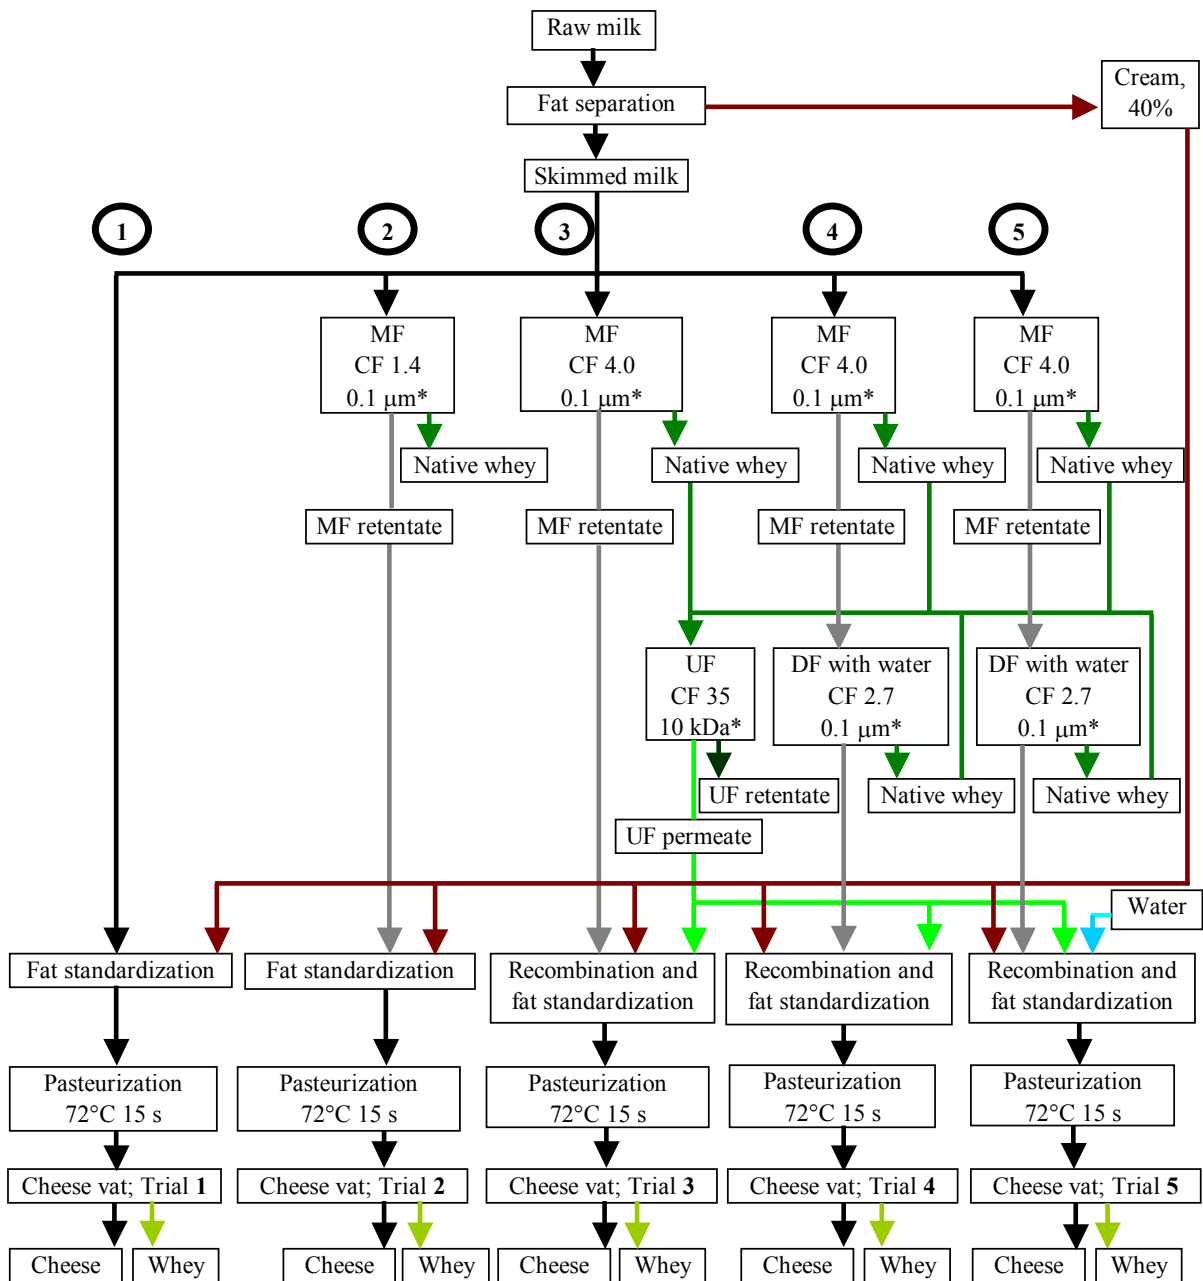 Raw milk
Cream,
40%
Fat separation
Skimmed milk
1
2
3
4
5
MF
CF 1.4
0.1 μm*
MF
CF 4.0
0.1 μm*
MF
CF 4.0
0.1 μm*
MF
CF 4.0
0.1 μm*
Native whey
Native whey
Native whey
Native whey
MF retentate
MF retentate
MF retentate
MF retentate
UF
CF 35
10 kDa*
DF with water
CF 2.7
0.1 μm*
DF with water
CF 2.7
0.1 μm*
UF retentate
Native whey
Native whey
UF permeate
Water
Fat standardization
Fat standardization
Recombination and
fat standardization
Recombination and
fat standardization
Recombination and
fat standardization
Pasteurization
72°C 15 s
Pasteurization
72°C 15 s
Pasteurization
72°C 15 s
Pasteurization
72°C 15 s
Pasteurization
72°C 15 s
Cheese vat; Trial 1
Cheese vat; Trial 2
Cheese vat; Trial 3
Cheese vat; Trial 4
Cheese vat; Trial 5
Cheese
Whey
Cheese
Whey
Cheese
Whey
Cheese
Whey
Cheese
Whey